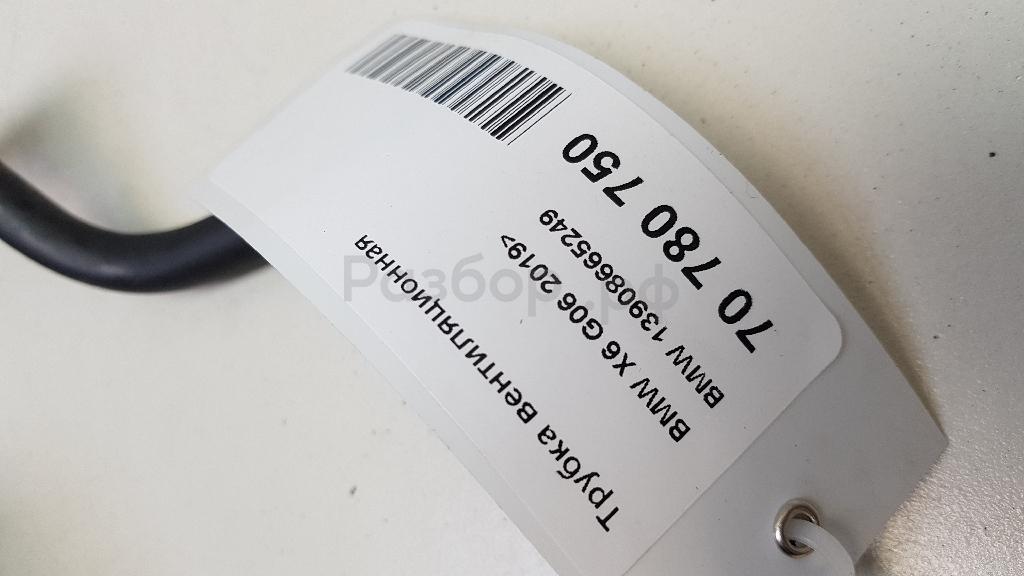 Трубка вентиляционная
BMW X6 G06 2019>
BMW 13908665249
70 780 750
Разбор.рф